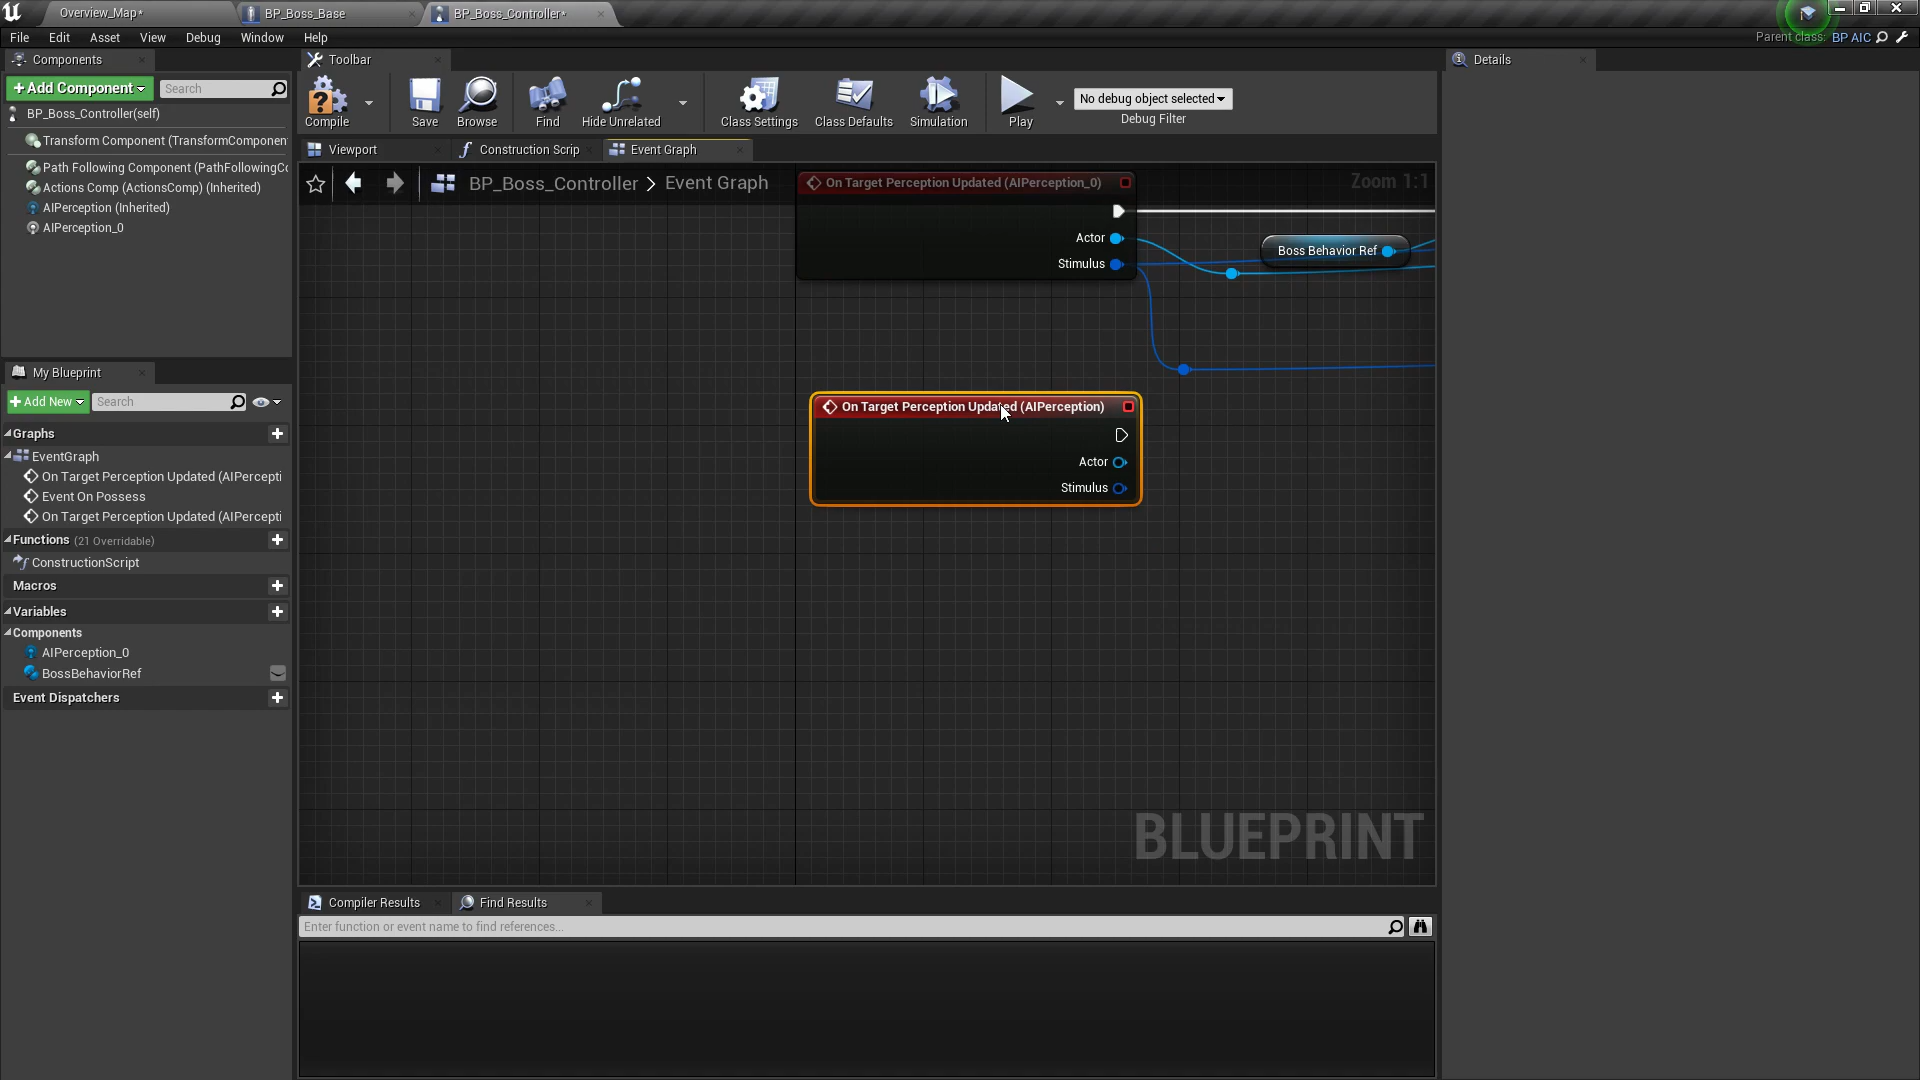 Overview_Map*
BP_Boss_Base
BP_Boss_Controller*
File Edit Asset View Debug Window Help
Parent class: BP AIC
Components
Toolbar
Details
Add Component
Search
Compile
Save
Browse
Find
Hide Unrelated
Class Settings
Class Defaults
Simulation
Play
No debug object selected
Debug Filter
BP_Boss_Controller(self)
Transform Component (TransformComponen
Path Following Component (PathFollowingCo
Actions Comp (ActionsComp) (Inherited)
AIPerception (Inherited)
AIPerception_0
Viewport
Construction Scrip
Event Graph
BP_Boss_Controller > Event Graph
Zoom 1:1
On Target Perception Updated (AIPerception_0)
Actor
Stimulus
Boss Behavior Ref
On Target Perception Updated (AIPerception)
Actor
Stimulus
BLUEPRINT
My Blueprint
Add New
Search
Graphs
EventGraph
On Target Perception Updated (AIPercepti
Event On Possess
On Target Perception Updated (AIPercepti
Functions (21 Overridable)
ConstructionScript
Macros
Variables
Components
AIPerception_0
BossBehaviorRef
Event Dispatchers
Compiler Results
Find Results
Enter function or event name to find references...